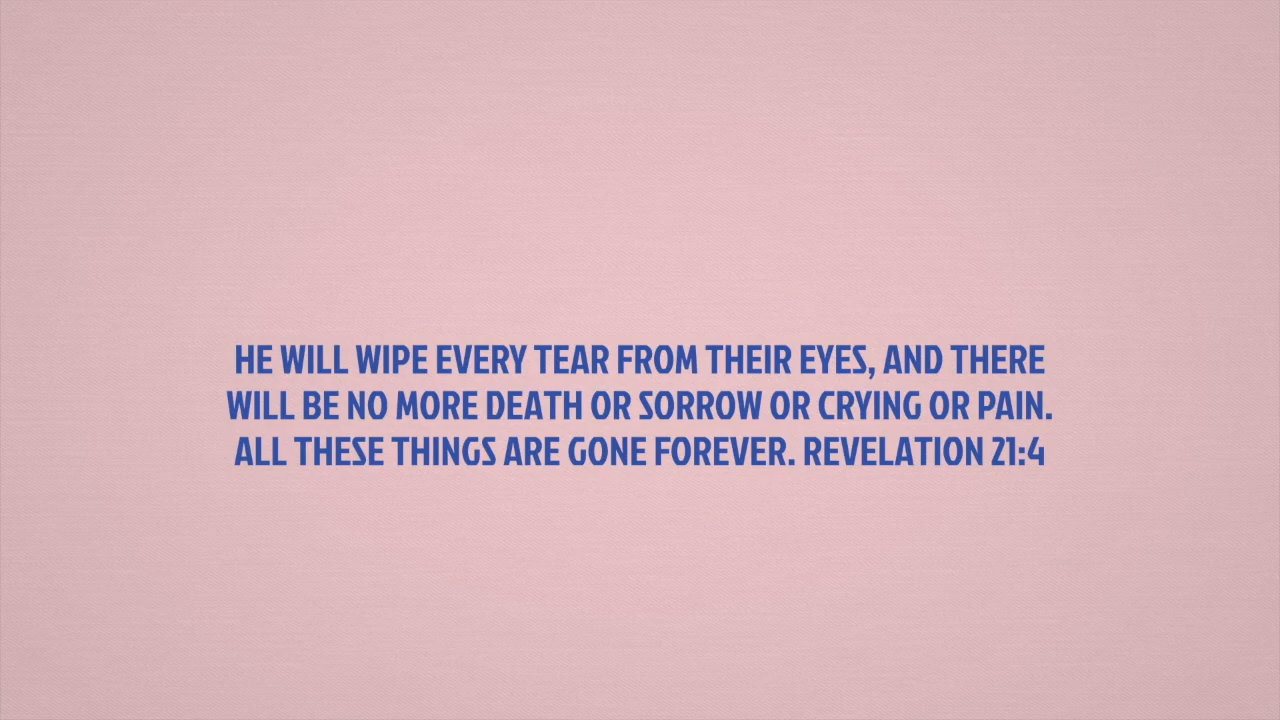 HE WILL WIPE EVERY TEAR FROM THEIR EYES, AND THERE
WILL BE NO MORE DEATH OR SORROW OR CRYING OR PAIN.
ALL THESE THINGS ARE GONE FOREVER. REVELATION 21:4